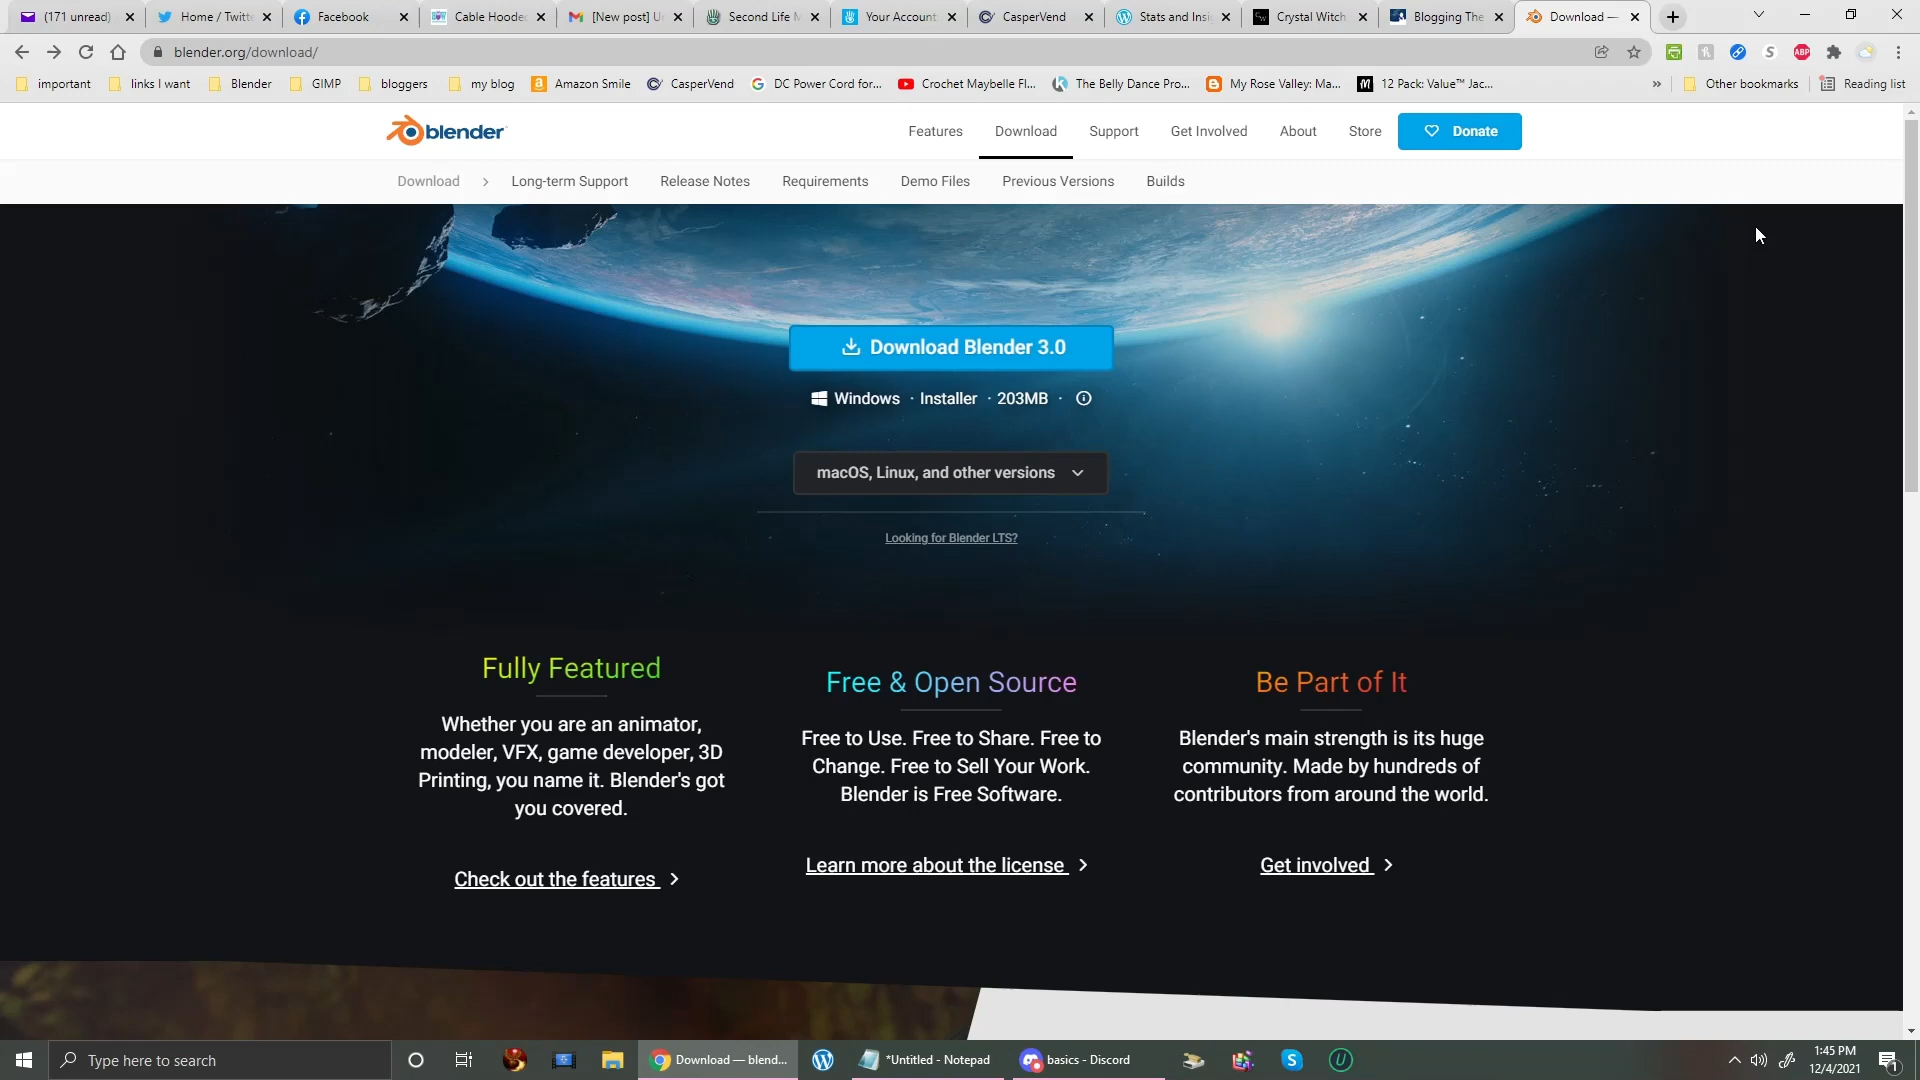 (171 unread)
Home / Twitte
Facebook
Cable Hooded
[New post] U
Second Life M
Your Account
CasperVend
Stats and Insi
Crystal Witch
Blogging The
Download —
blender.org/download/
important
links I want
Blender
GIMP
bloggers
my blog
Amazon Smile
CasperVend
DC Power Cord for...
Crochet Maybelle Fl...
The Belly Dance Pro...
My Rose Valley: Ma...
12 Pack: Value™ Jac...
»
Other bookmarks
Reading list
blender
Features
Download
Support
Get Involved
About
Store
Donate
Download
Long-term Support
Release Notes
Requirements
Demo Files
Previous Versions
Builds
Download Blender 3.0
Windows · Installer · 203MB ·
macOS, Linux, and other versions
Looking for Blender LTS?
Fully Featured
Whether you are an animator,
modeler, VFX, game developer, 3D
Printing, you name it. Blender's got
you covered.
Check out the features
Free & Open Source
Free to Use. Free to Share. Free to
Change. Free to Sell Your Work.
Blender is Free Software.
Learn more about the license
Be Part of It
Blender's main strength is its huge
community. Made by hundreds of
contributors from around the world.
Get involved
Type here to search
Download — blend...
*Untitled - Notepad
basics - Discord
1:45 PM
12/4/2021
1